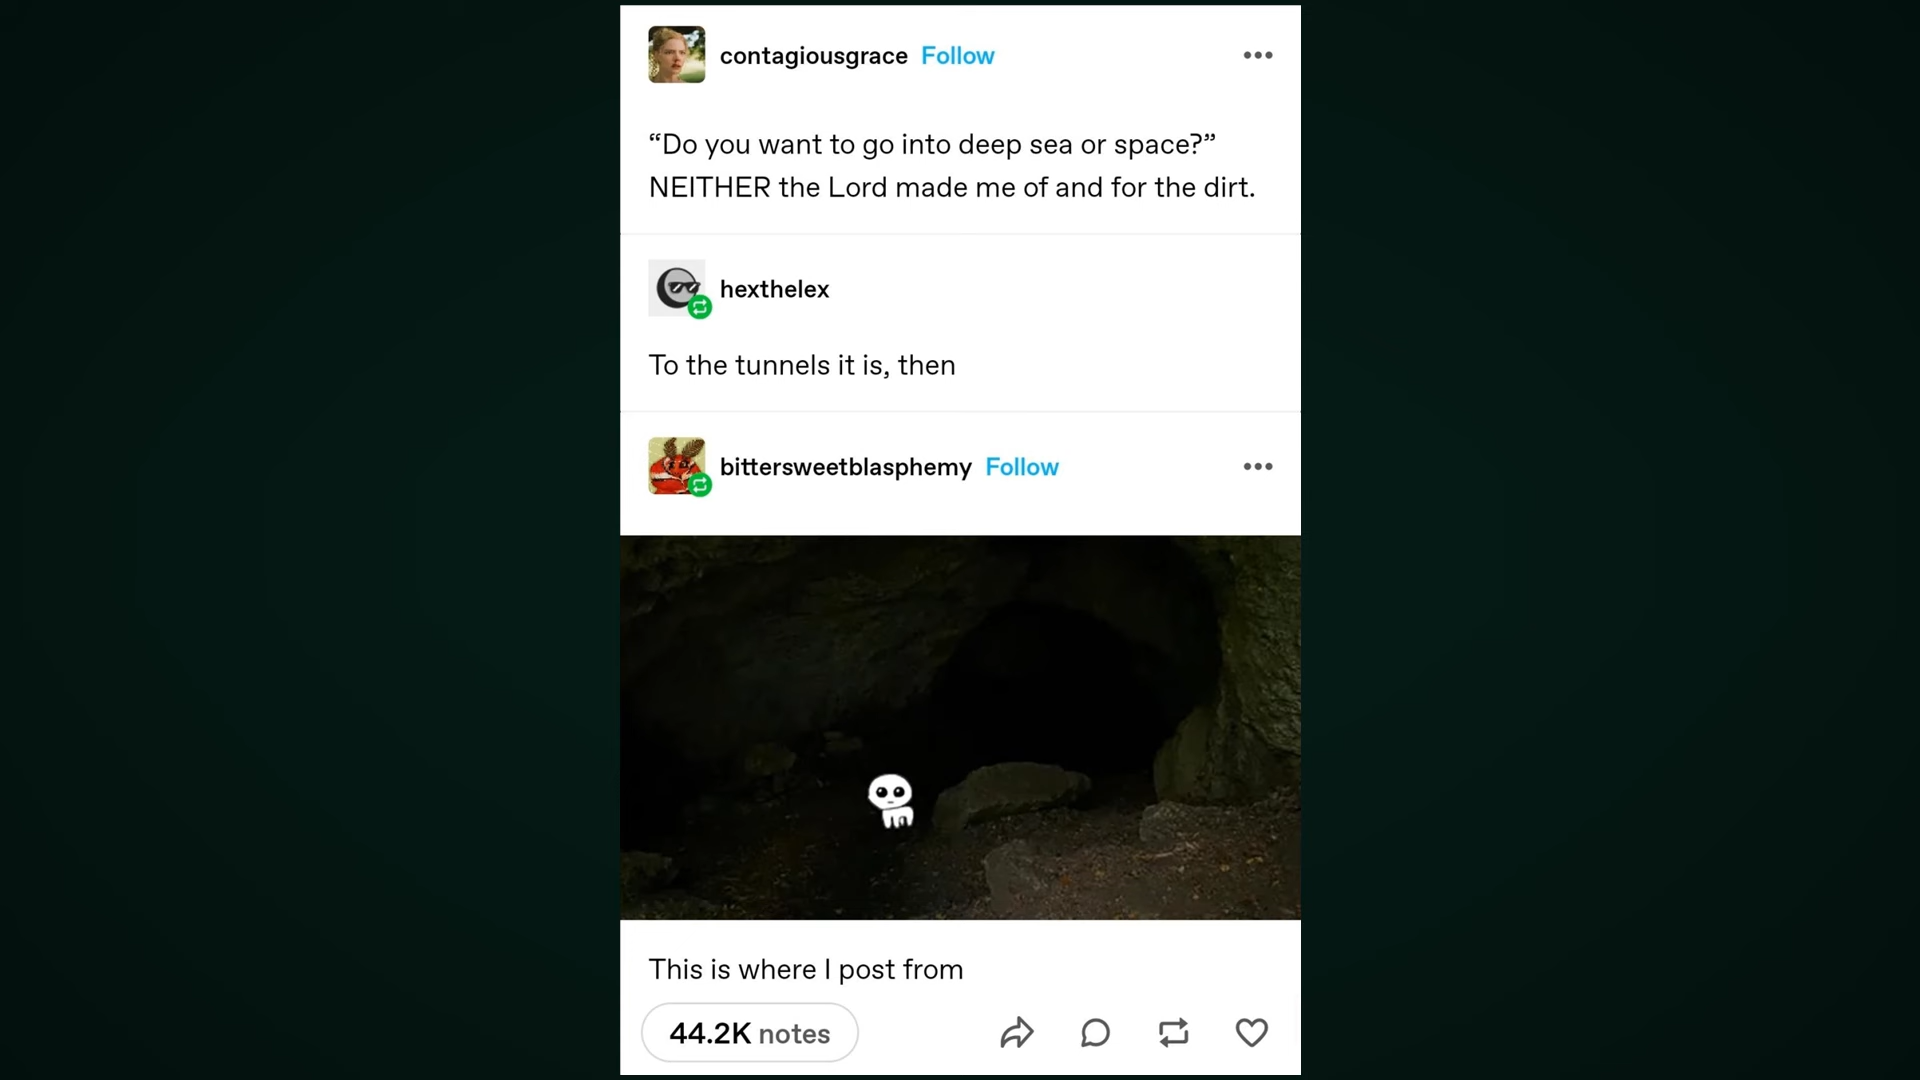 contagiousgrace Follow
“Do you want to go into deep sea or space?”
NEITHER the Lord made me of and for the dirt.
hexthelex
To the tunnels it is, then
bittersweetblasphemy Follow
This is where I post from
44.2K notes